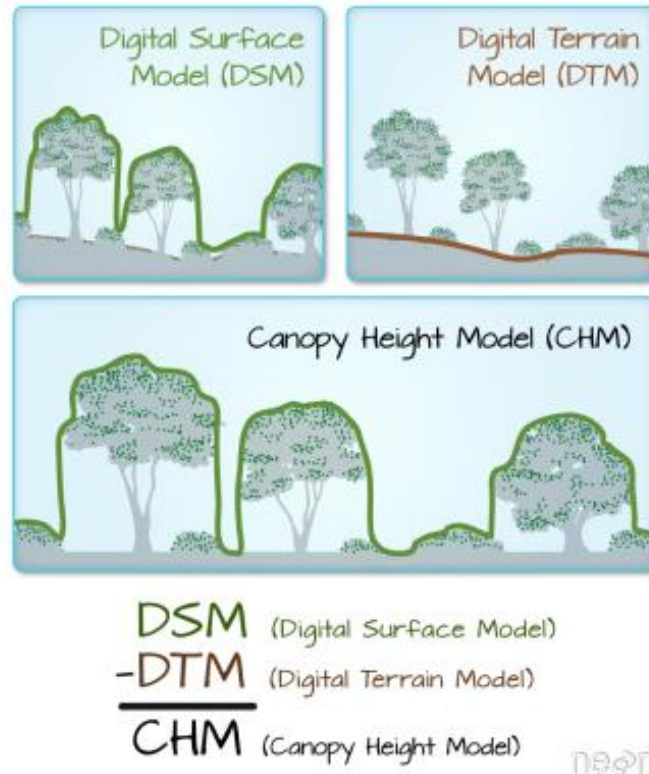 Digital Surface
Model (DSM)
Digital Terrain
Model (DTM)
Canopy Height Model (CHM)
DSM (Digital Surface Model)
-DTM (Digital Terrain Model)
CHM (Canopy Height Model)
neon